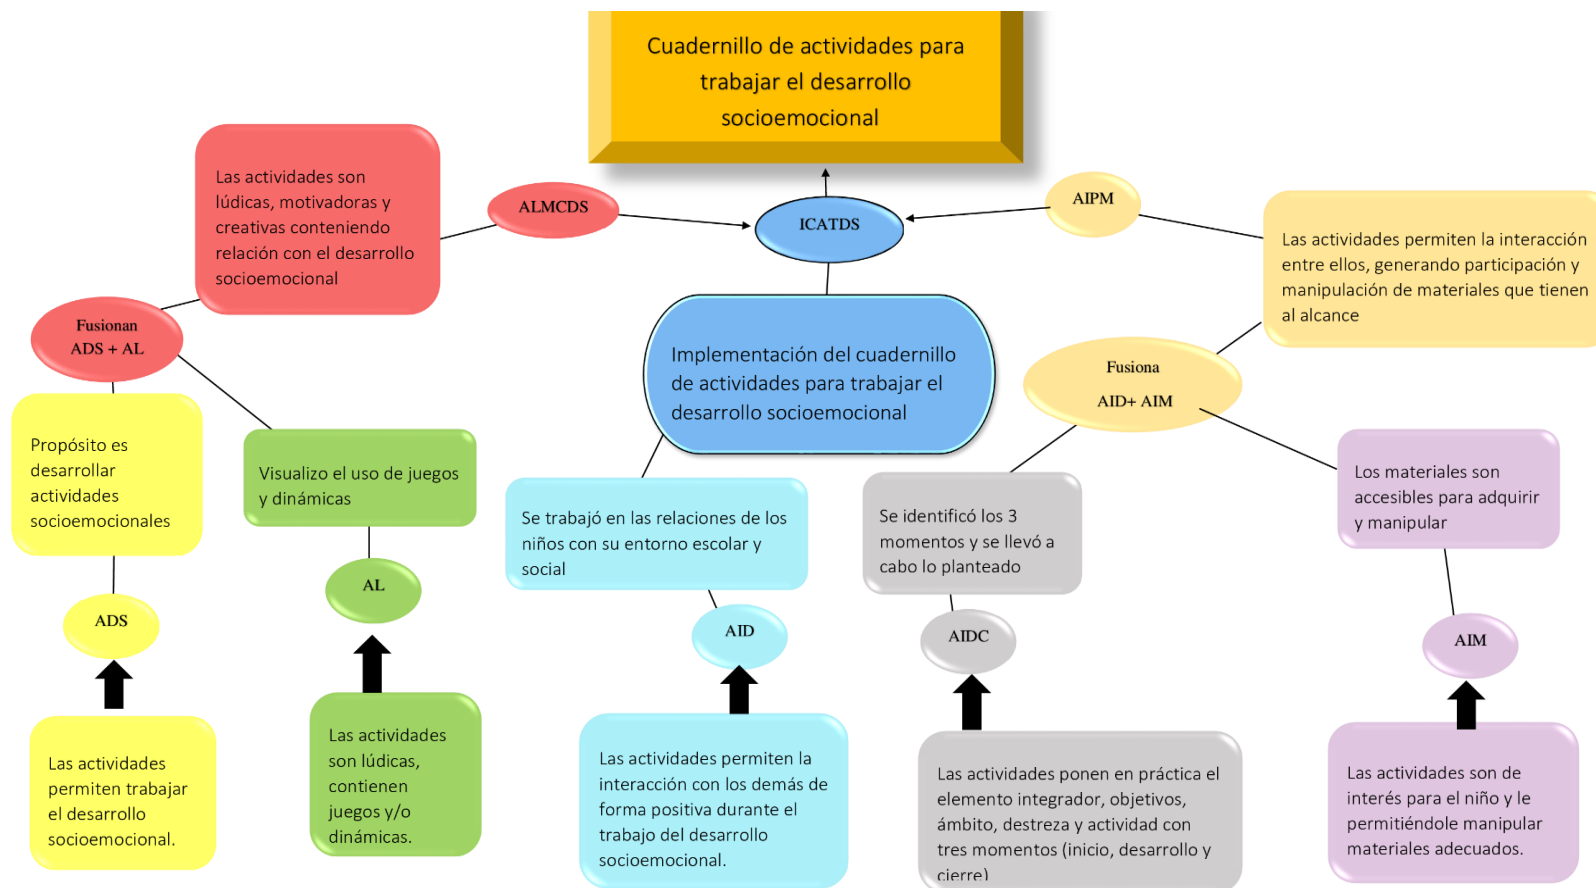 Cuadernillo de actividades para
trabajar el desarrollo
socioemocional
Las actividades son
lúdicas, motivadoras y
creativas conteniendo
relación con el desarrollo
socioemocional
ALMCDS
ICATDS
AIPM
Las actividades permiten la interacción
entre ellos, generando participación y
manipulación de materiales que tienen
al alcance
Fusionan
ADS + AL
Implementación del cuadernillo
de actividades para trabajar el
desarrollo socioemocional
Fusiona
AID+ AIM
Propósito es
desarrollar
actividades
socioemocionales
Visualizo el uso de juegos
y dinámicas
Se trabajó en las relaciones de los
niños con su entorno escolar y
social
Se identificó los 3
momentos y se llevó a
cabo lo planteado
Los materiales son
accesibles para adquirir
y manipular
ADS
AL
AID
AIDC
AIM
Las actividades
permiten trabajar
el desarrollo
socioemocional.
Las actividades
son lúdicas,
contienen
juegos y/o
dinámicas.
Las actividades permiten la
interacción con los demás de
forma positiva durante el
trabajo del desarrollo
socioemocional.
Las actividades ponen en práctica el
elemento integrador, objetivos,
ámbito, destreza y actividad con
tres momentos (inicio, desarrollo y
cierre)
Las actividades son de
interés para el niño y le
permitiéndole manipular
materiales adecuados.